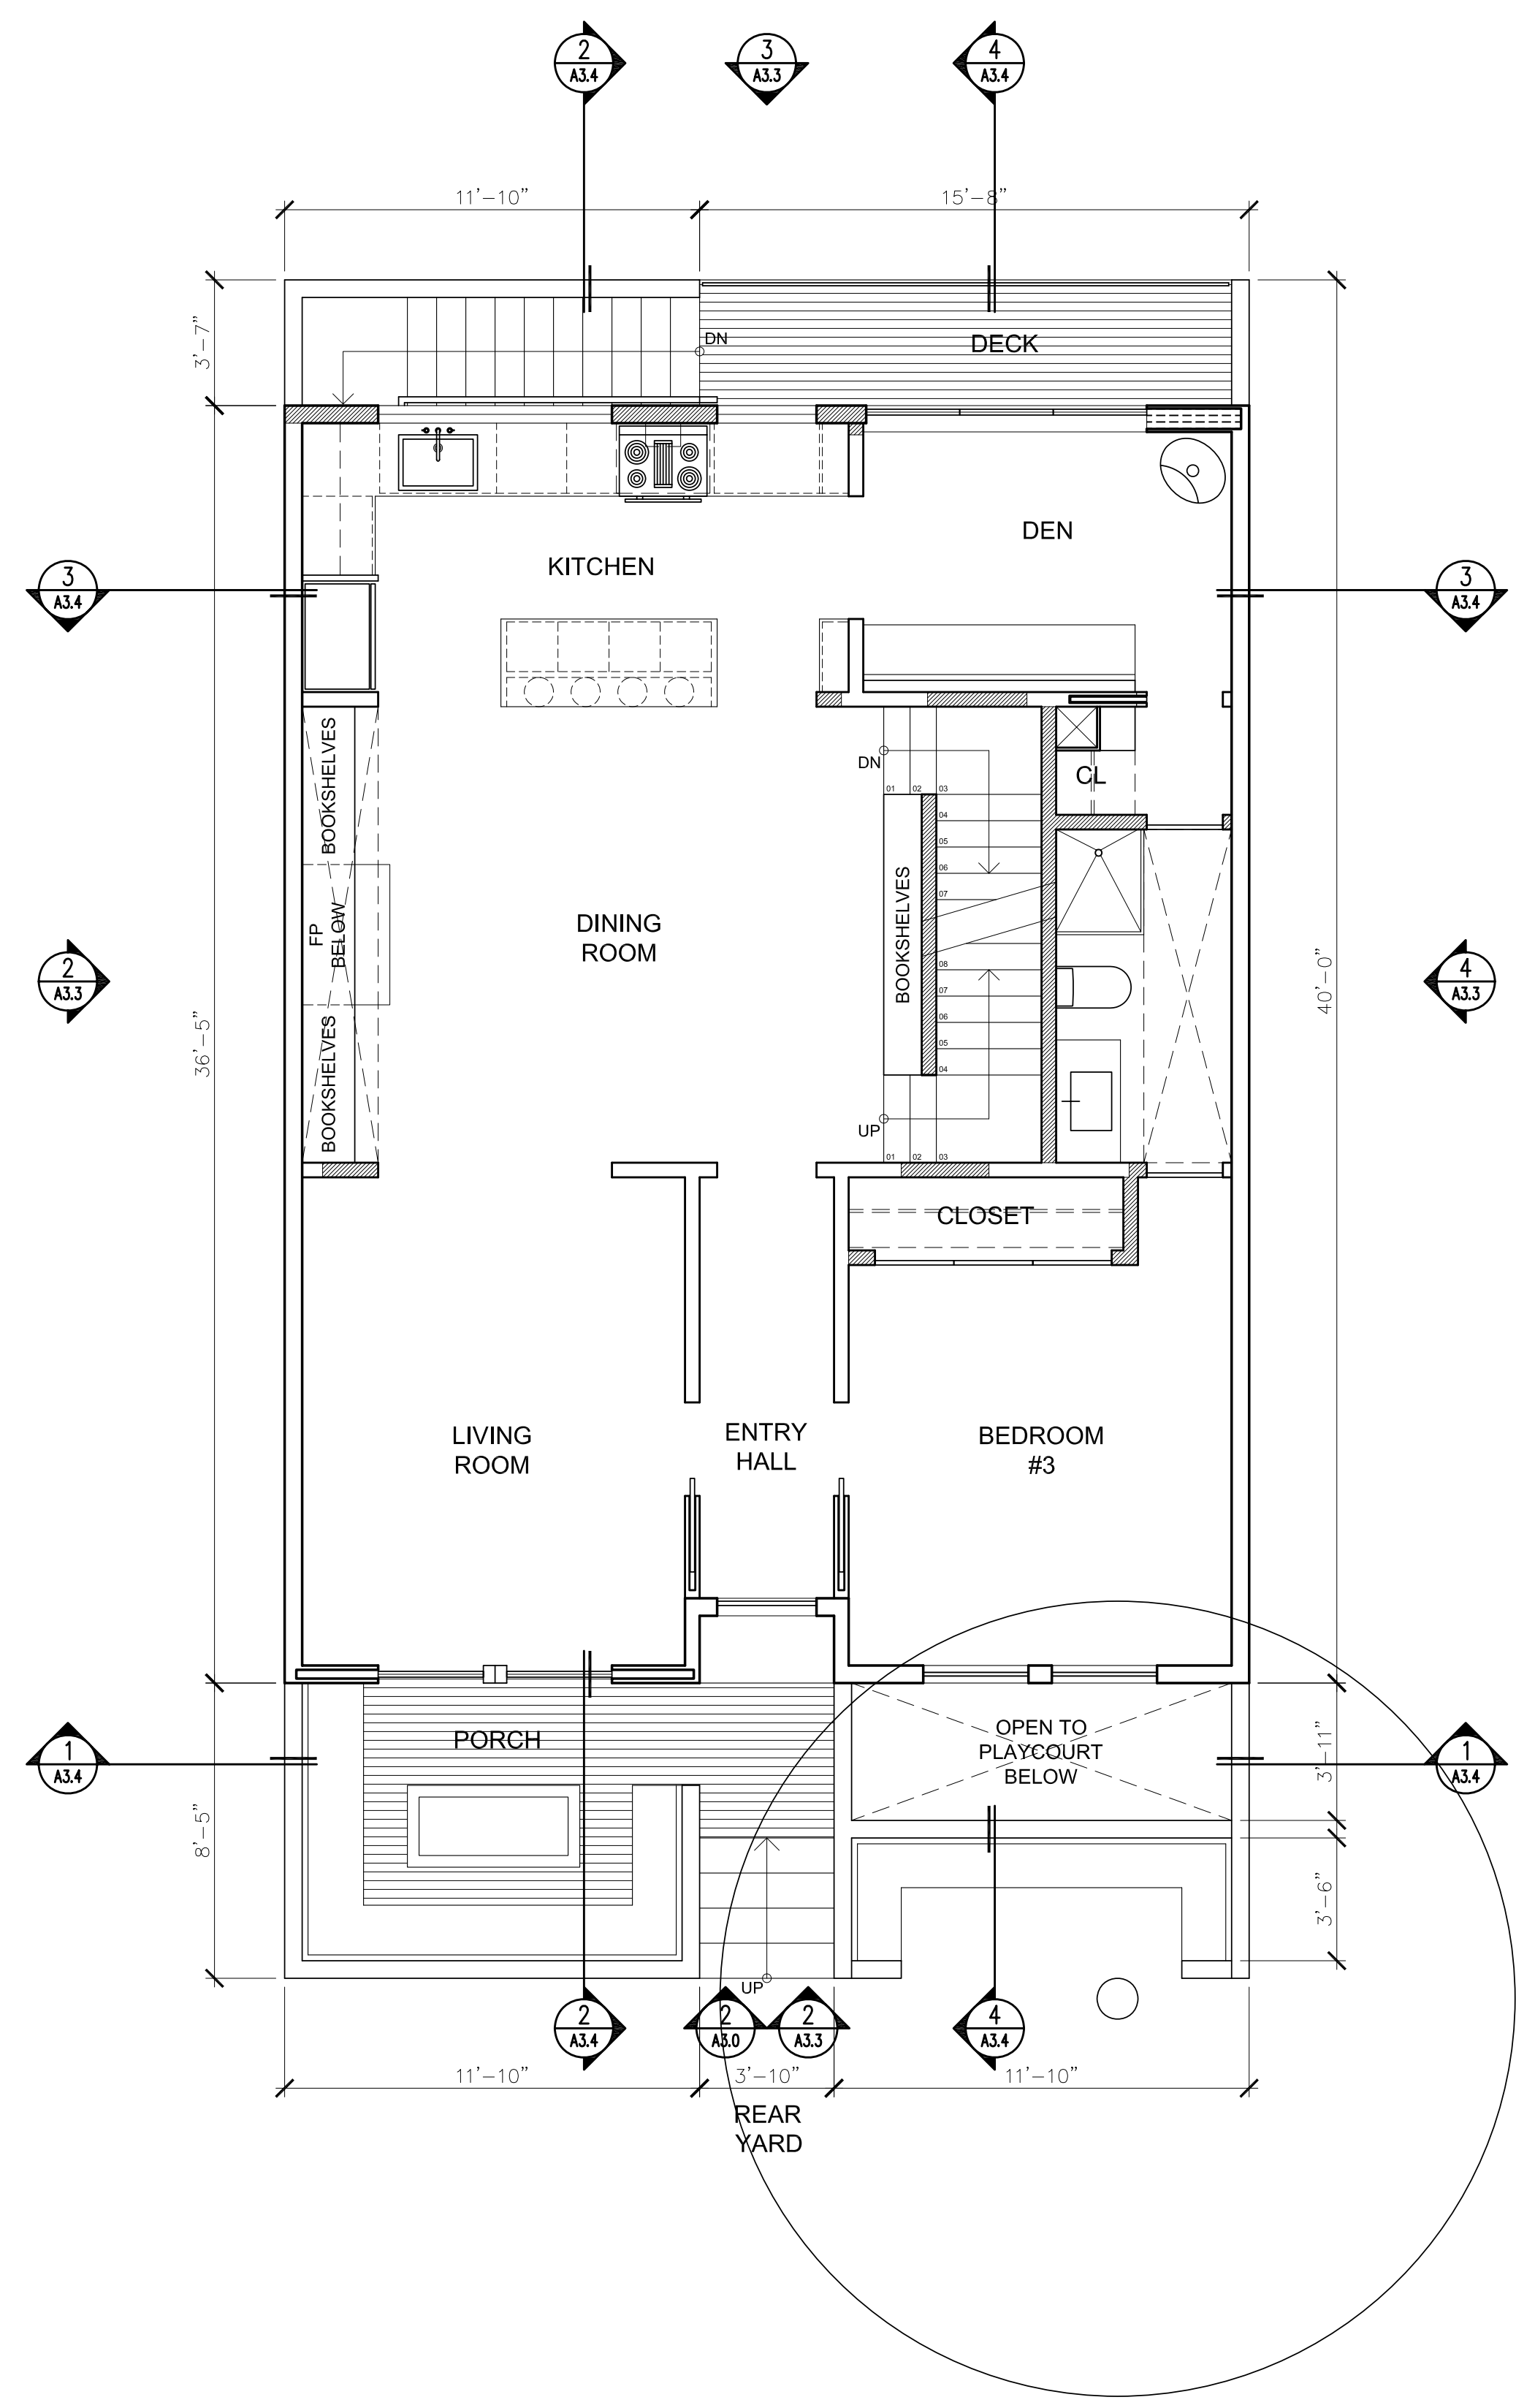 2
A3.4
3
A3.3
4
A3.4
11'-10"
15'-8"
3'-7"
DN
DECK
DEN
KITCHEN
3
A3.4
3
A3.4
BOOKSHELVES
DN
CL
01 02 03
04
05
06
07
FP
BELOW
DINING
ROOM
BOOKSHELVES
2
A3.3
4
A3.3
40'-0"
36'-5"
08
07
06
05
04
BOOKSHELVES
UP
01 02 03
CLOSET
LIVING
ROOM
ENTRY
HALL
BEDROOM
#3
PORCH
OPEN TO
PLAYCOURT
BELOW
3'-11"
1
A3.4
1
A3.4
8'-5"
3'-6"
UP
2
A3.4
2
A3.0
2
A3.3
4
A3.4
11'-10"
3'-10"
11'-10"
REAR
YARD